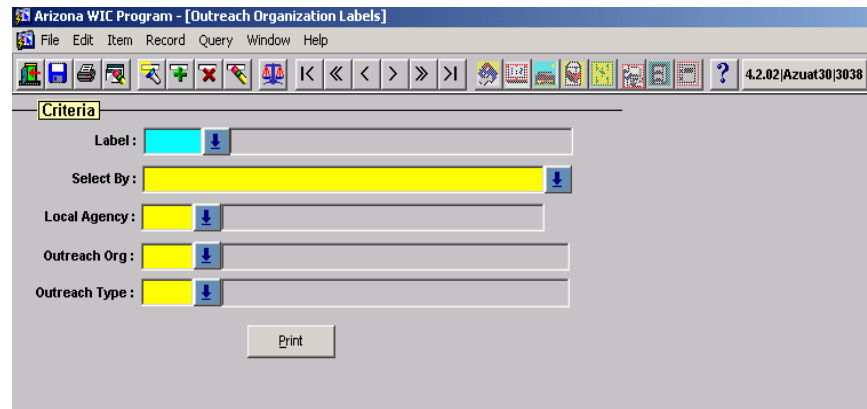 Arizona WIC Program - [Outreach Organization Labels]
File Edit Item Record Query Window Help
? 4.2.02|Azuat30|3038
Criteria
Label :
Select By :
Local Agency :
Outreach Org :
Outreach Type :
Print